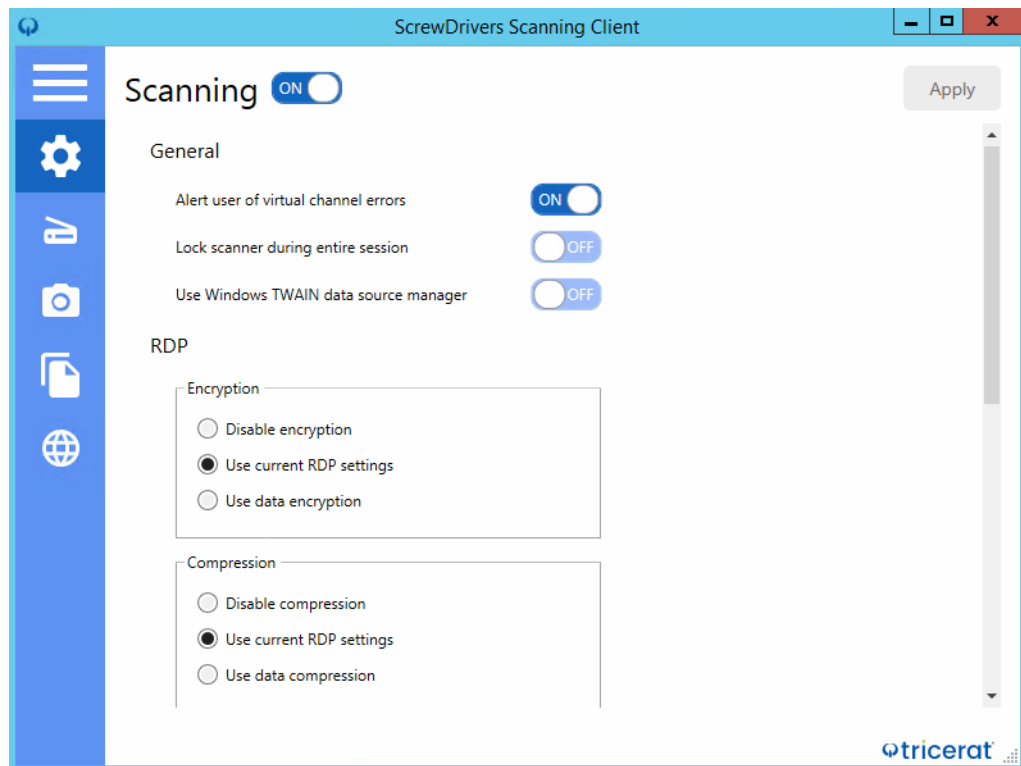 ScrewDrivers Scanning Client
Scanning ON
Apply
General
Alert user of virtual channel errors ON
Lock scanner during entire session OFF
Use Windows TWAIN data source manager OFF
RDP
Encryption
Disable encryption
Use current RDP settings
Use data encryption
Compression
Disable compression
Use current RDP settings
Use data compression
tricerat